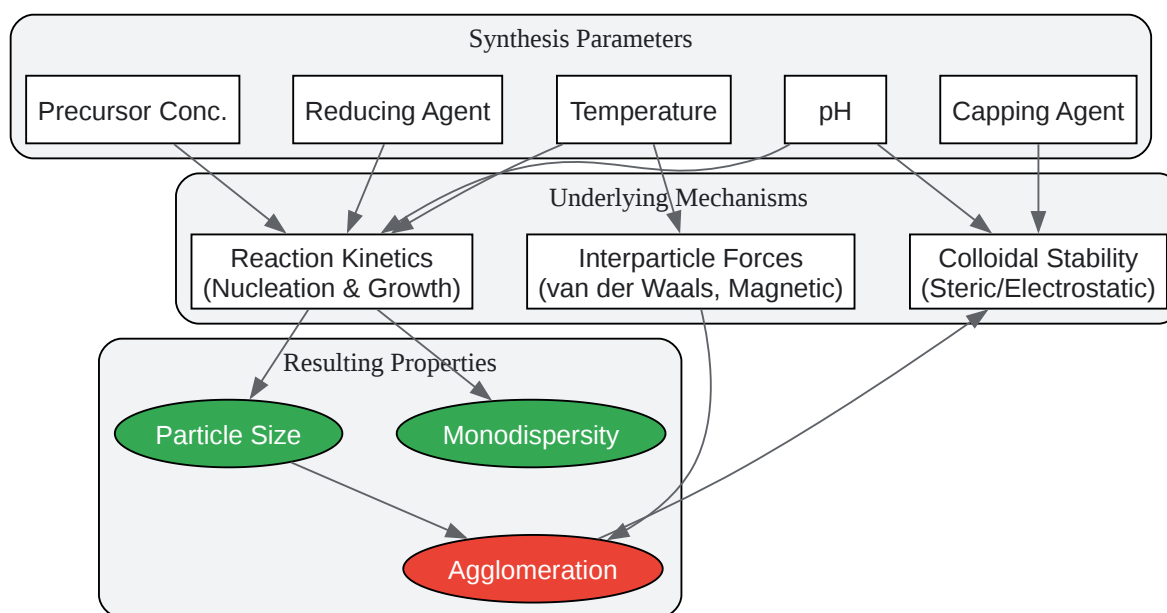 Synthesis Parameters
Precursor Conc.
Reducing Agent
Temperature
pH
Capping Agent
Underlying Mechanisms
Reaction Kinetics
(Nucleation & Growth)
Interparticle Forces
(van der Waals, Magnetic)
Colloidal Stability
(Steric/Electrostatic)
Resulting Properties
Particle Size
Monodispersity
Agglomeration